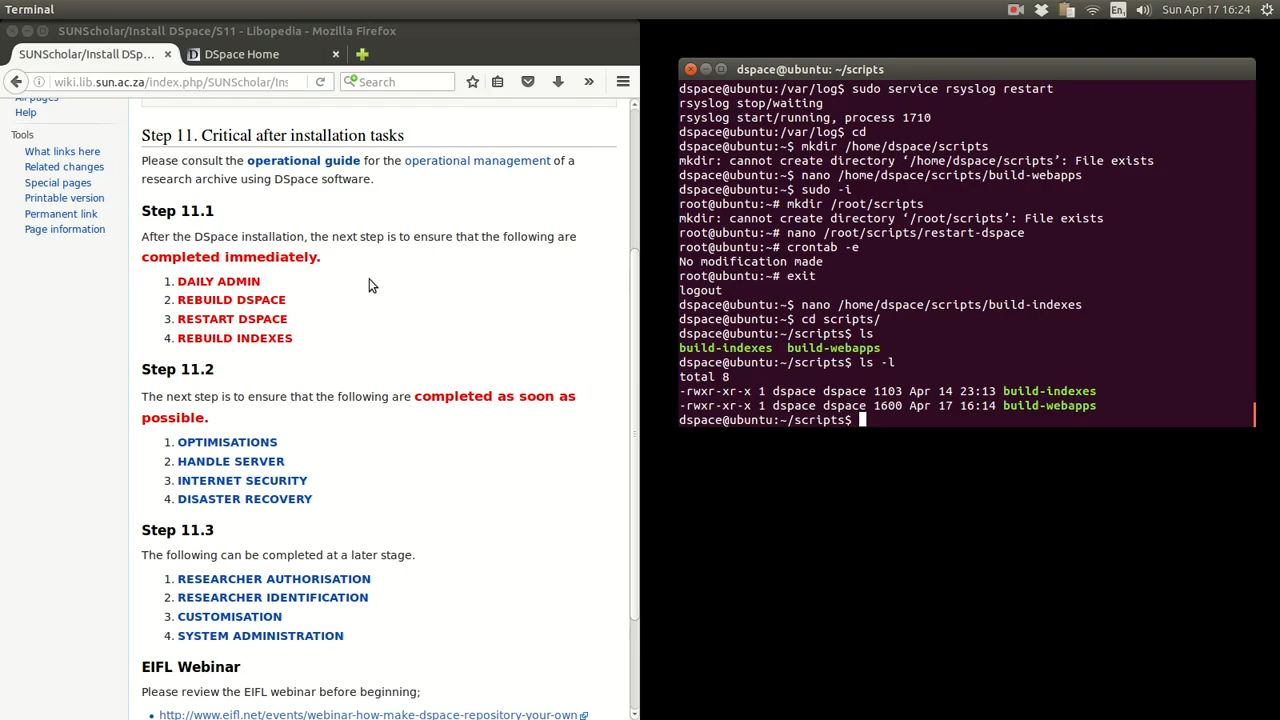 Terminal
En1
Sun Apr 17 16:24
SUNScholar/Install DSpace/S11 - Libopedia - Mozilla Firefox
SUNScholar/Install DSp...
DSpace Home
wiki.lib.sun.ac.za/index.php/SUNScholar/Ins
Search
All pages
Help
Tools
What links here
Related changes
Special pages
Printable version
Permanent link
Page information
Step 11. Critical after installation tasks
Please consult the operational guide for the operational management of a
research archive using DSpace software.
Step 11.1
After the DSpace installation, the next step is to ensure that the following are
completed immediately.
1. DAILY ADMIN
2. REBUILD DSPACE
3. RESTART DSPACE
4. REBUILD INDEXES
Step 11.2
The next step is to ensure that the following are completed as soon as
possible.
1. OPTIMISATIONS
2. HANDLE SERVER
3. INTERNET SECURITY
4. DISASTER RECOVERY
Step 11.3
The following can be completed at a later stage.
1. RESEARCHER AUTHORISATION
2. RESEARCHER IDENTIFICATION
3. CUSTOMISATION
4. SYSTEM ADMINISTRATION
EIFL Webinar
Please review the EIFL webinar before beginning;
http://www.eifl.net/events/webinar-how-make-dspace-repository-your-own
dspace@ubuntu: ~/scripts
dspace@ubuntu:/var/log$ sudo service rsyslog restart
rsyslog stop/waiting
rsyslog start/running, process 1710
dspace@ubuntu:/var/log$ cd
dspace@ubuntu:~$ mkdir /home/dspace/scripts
mkdir: cannot create directory ‘/home/dspace/scripts’: File exists
dspace@ubuntu:~$ nano /home/dspace/scripts/build-webapps
dspace@ubuntu:~$ sudo -i
root@ubuntu:~# mkdir /root/scripts
mkdir: cannot create directory ‘/root/scripts’: File exists
root@ubuntu:~# nano /root/scripts/restart-dspace
root@ubuntu:~# crontab -e
No modification made
root@ubuntu:~# exit
logout
dspace@ubuntu:~$ nano /home/dspace/scripts/build-indexes
dspace@ubuntu:~$ cd scripts/
dspace@ubuntu:~/scripts$ ls
build-indexes  build-webapps
dspace@ubuntu:~/scripts$ ls -l
total 8
-rwxr-xr-x 1 dspace dspace 1103 Apr 14 23:13 build-indexes
-rwxr-xr-x 1 dspace dspace 1600 Apr 17 16:14 build-webapps
dspace@ubuntu:~/scripts$